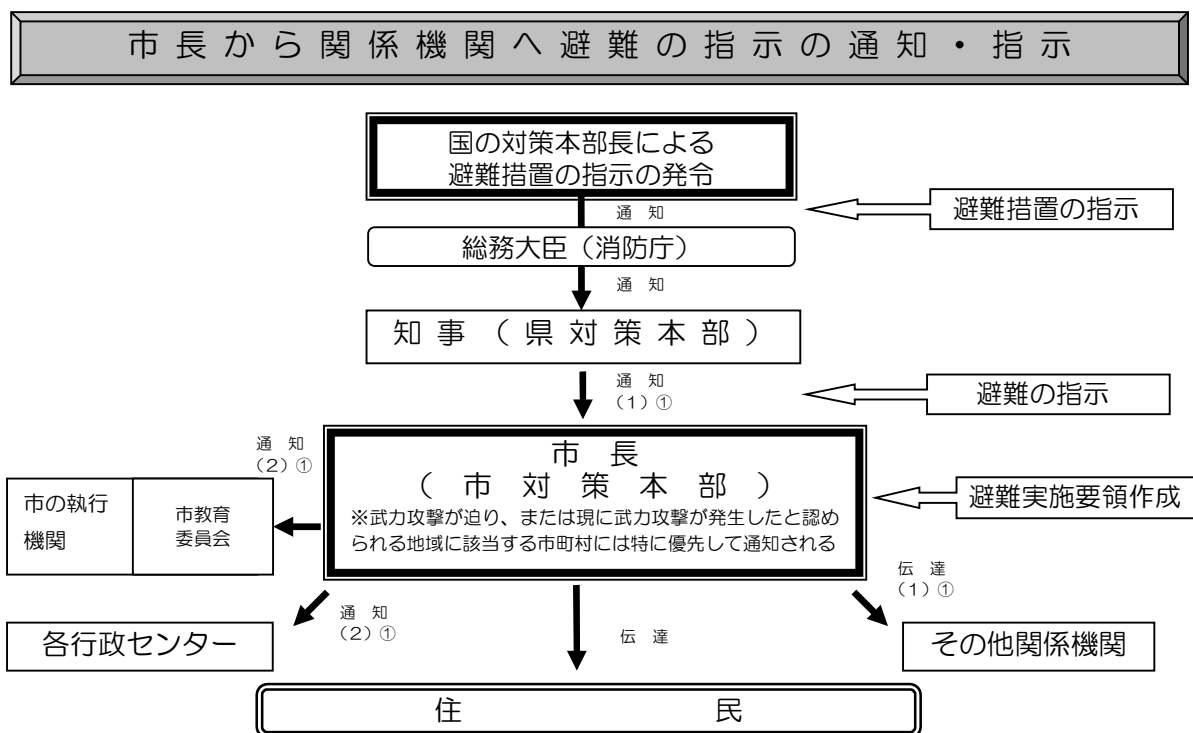 市長から関係機関へ避難の指示の通知・指示
国の対策本部長による
避難措置の指示の発令
通 知
避難措置の指示
総務大臣（消防庁）
通 知
知 事 （ 県 対 策 本 部 ）
通 知
（１）①
避難の指示
通 知
（２）①
市 長
（ 市 対 策 本 部 ）
※武力攻撃が迫り、または現に武力攻撃が発生したと認め
られる地域に該当する市町村には特に優先して通知される
避難実施要領作成
市の執行
機関
市教育
委員会
伝 達
（１）①
通 知
（２）①
伝 達
各行政センター
その他関係機関
住 民